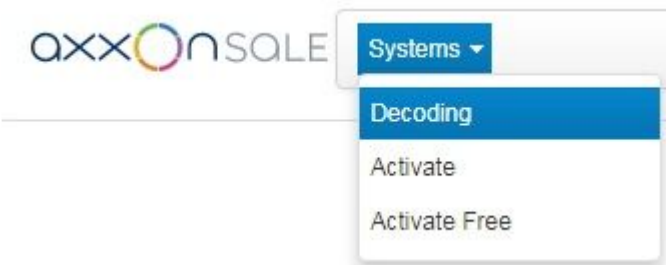 axxonsale
Systems
Decoding
Activate
Activate Free